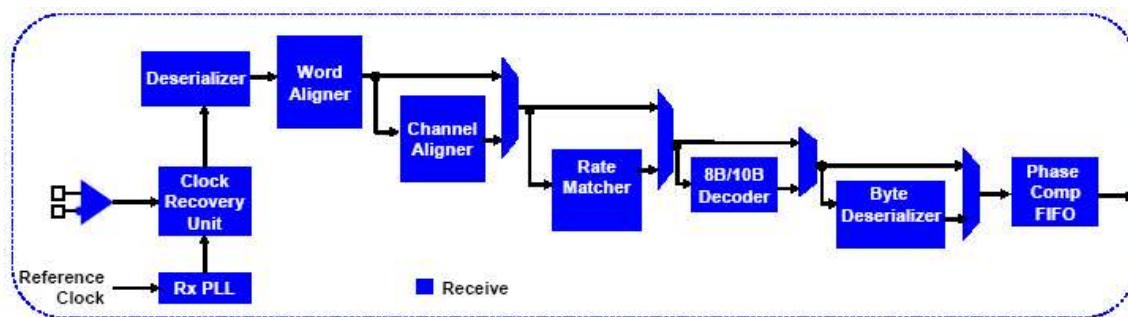 Deserializer
Word
Aligner
Channel
Aligner
Rate
Matcher
8B/10B
Decoder
Byte
Deserializer
Phase
Comp
FIFO
Clock
Recovery
Unit
Reference
Clock
Rx PLL
Receive